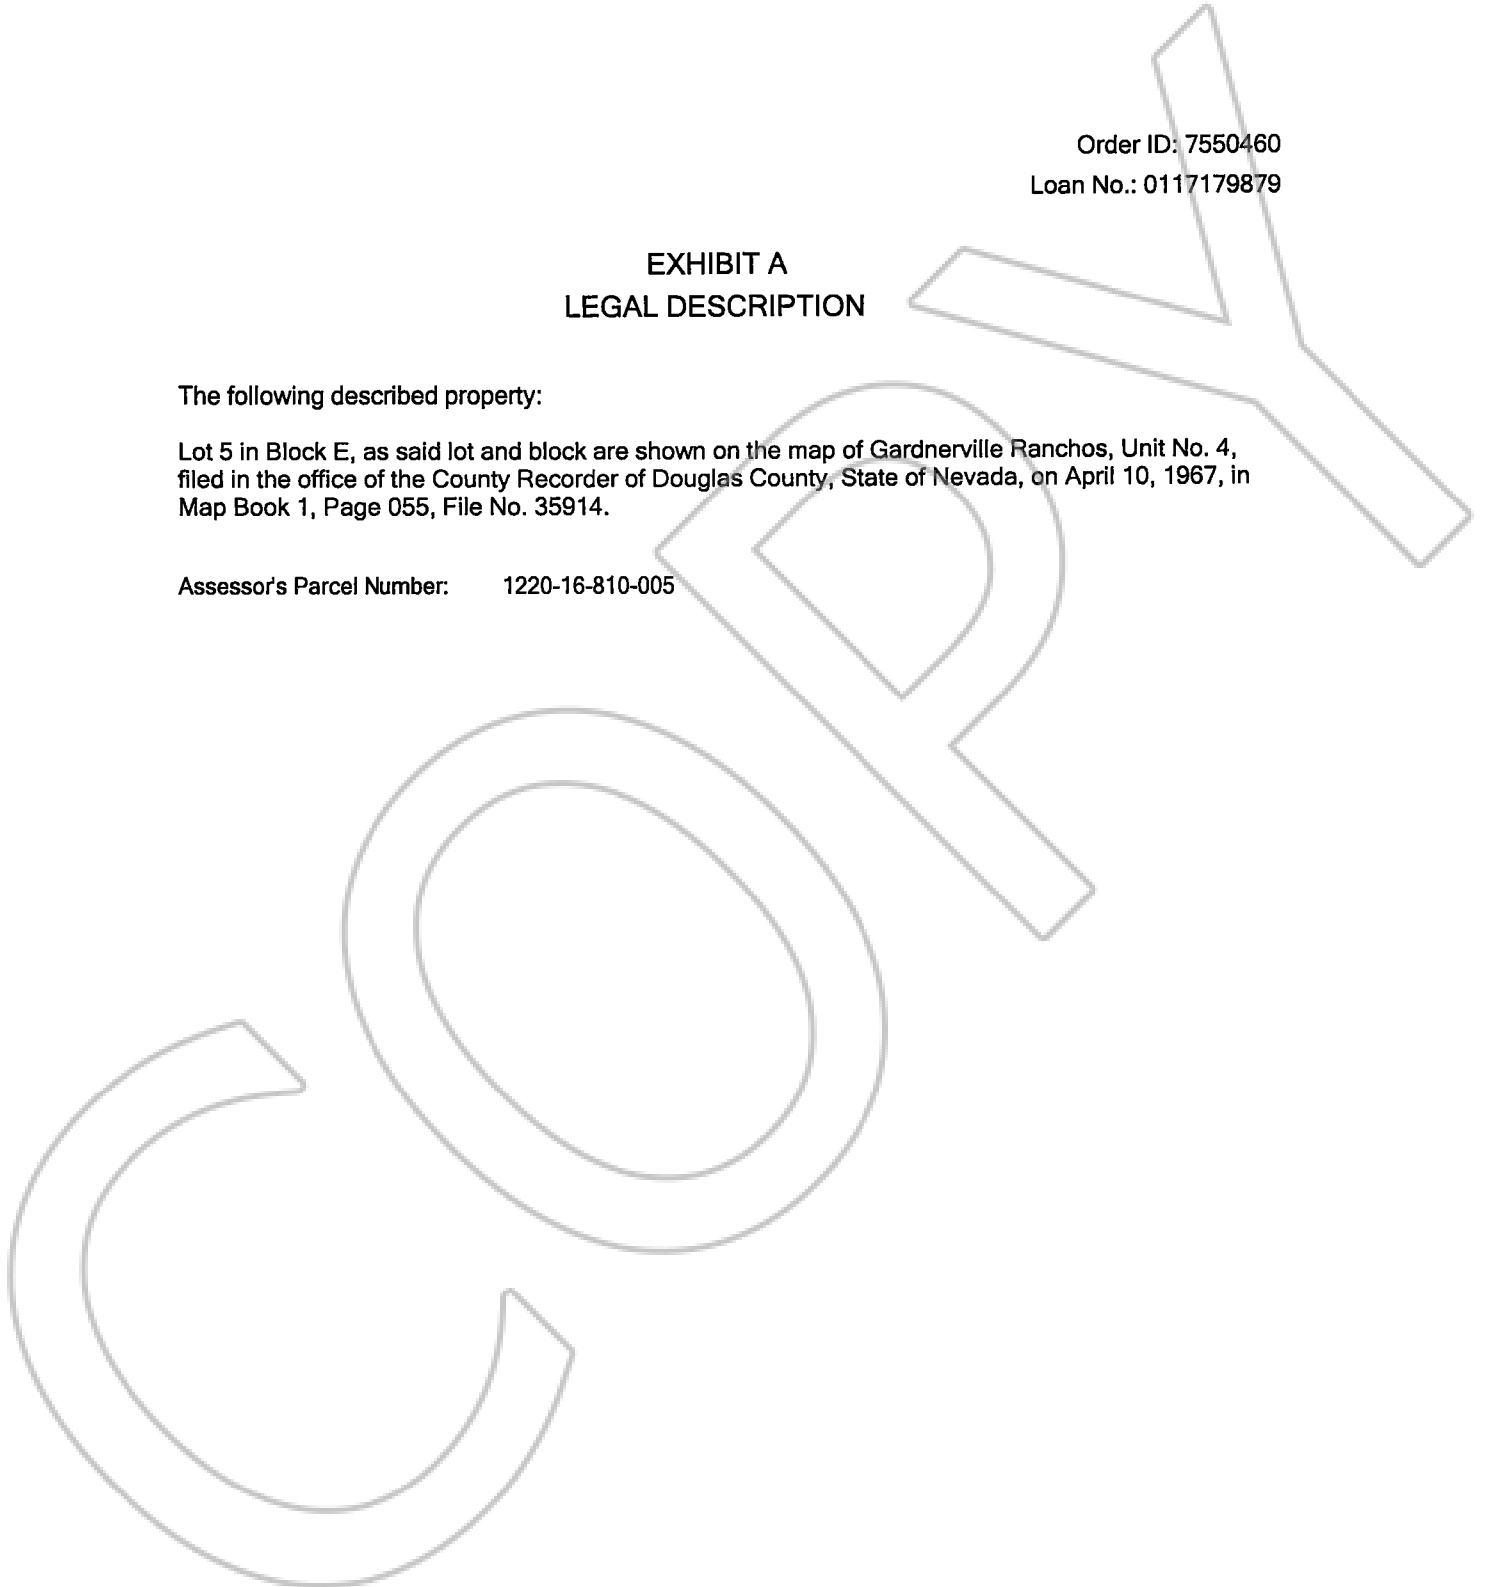 Order ID: 7550460
Loan No.: 0117179879
EXHIBIT A
LEGAL DESCRIPTION
The following described property:
Lot 5 in Block E, as said lot and block are shown on the map of Gardnerville Ranchos, Unit No. 4,
filed in the office of the County Recorder of Douglas County, State of Nevada, on April 10, 1967, in
Map Book 1, Page 055, File No. 35914.
Assessor's Parcel Number: 1220-16-810-005
COPY